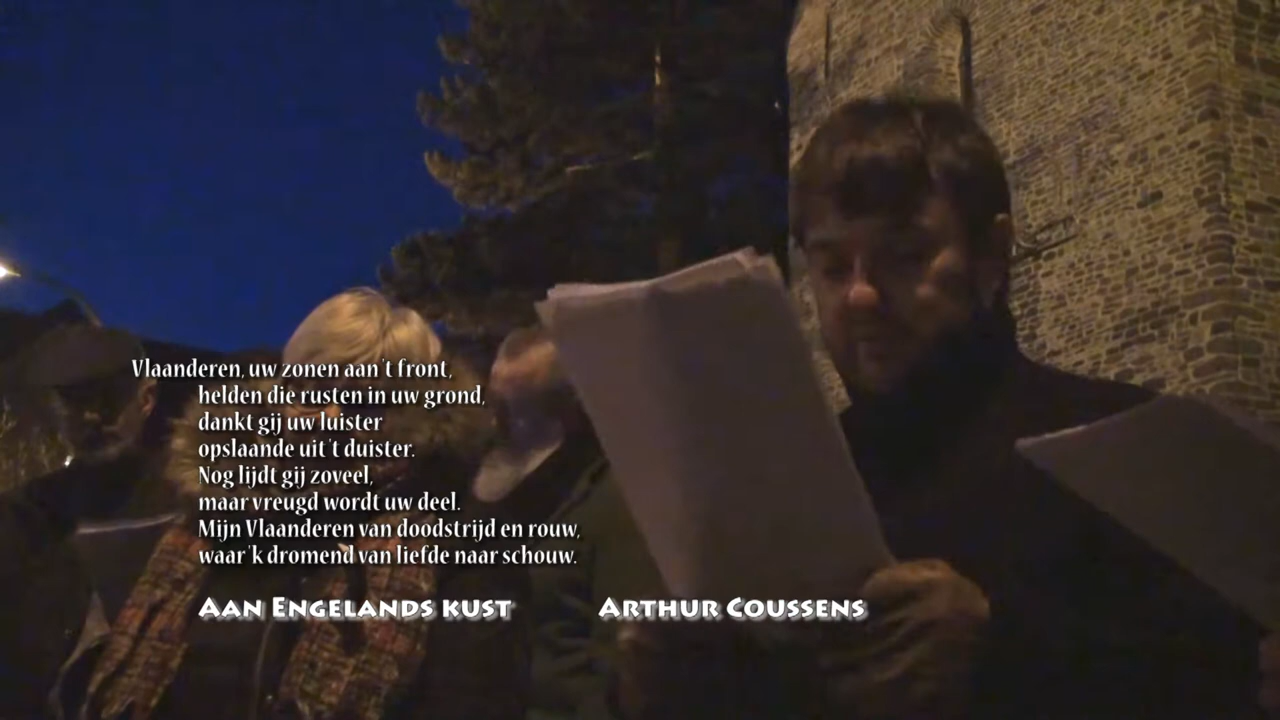 Vlaanderen, uw zonen aan 't front,
helden die rusten in uw grond,
dankt gij uw luister
opslaande uit 't duister.
Nog lijdt gij zoveel,
maar vreugd wordt uw deel.
Mijn Vlaanderen van doodstrijd en rouw,
waar 'k dromend van liefde naar schouw.
Aan Engelands kust Arthur Coussens